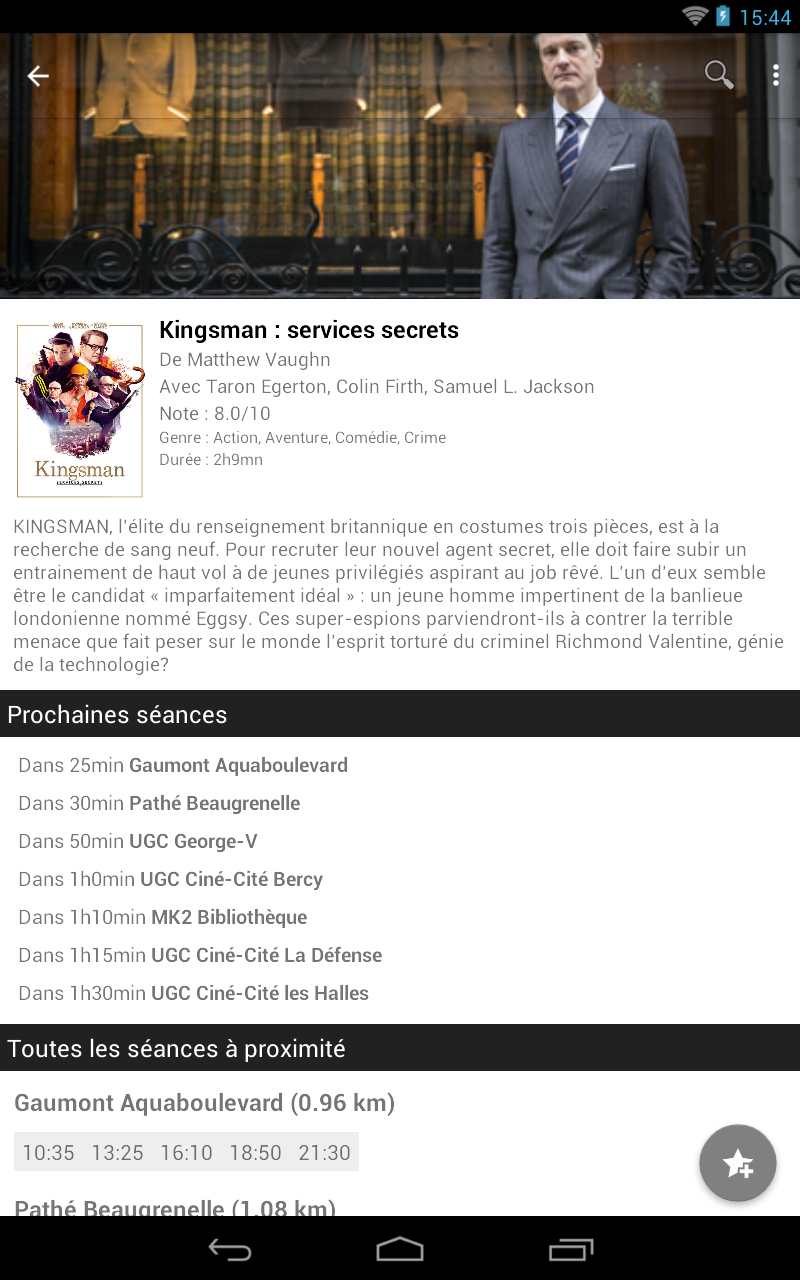 15:44
Kingsman : services secrets
De Matthew Vaughn
Avec Taron Egerton, Colin Firth, Samuel L. Jackson
Note : 8.0/10
Genre : Action, Aventure, Comédie, Crime
Durée : 2h9mn
Kingsman
SERVICES SECRETS
KINGSMAN, l'élite du renseignement britannique en costumes trois pièces, est à la
recherche de sang neuf. Pour recruter leur nouvel agent secret, elle doit faire subir un
entrainement de haut vol à de jeunes privilégiés aspirant au job rêvé. L'un d'eux semble
être le candidat « imparfaitement idéal » : un jeune homme impertinent de la banlieue
londonienne nommé Eggsy. Ces super-espions parviendront-ils à contrer la terrible
menace que fait peser sur le monde l'esprit torturé du criminel Richmond Valentine, génie
de la technologie?
Prochaines séances
Dans 25min Gaumont Aquaboulevard
Dans 30min Pathé Beaugrenelle
Dans 50min UGC George-V
Dans 1h0min UGC Ciné-Cité Bercy
Dans 1h10min MK2 Bibliothèque
Dans 1h15min UGC Ciné-Cité La Défense
Dans 1h30min UGC Ciné-Cité les Halles
Toutes les séances à proximité
Gaumont Aquaboulevard (0.96 km)
10:35 13:25 16:10 18:50 21:30
Pathé Beaugrenelle (1.08 km)